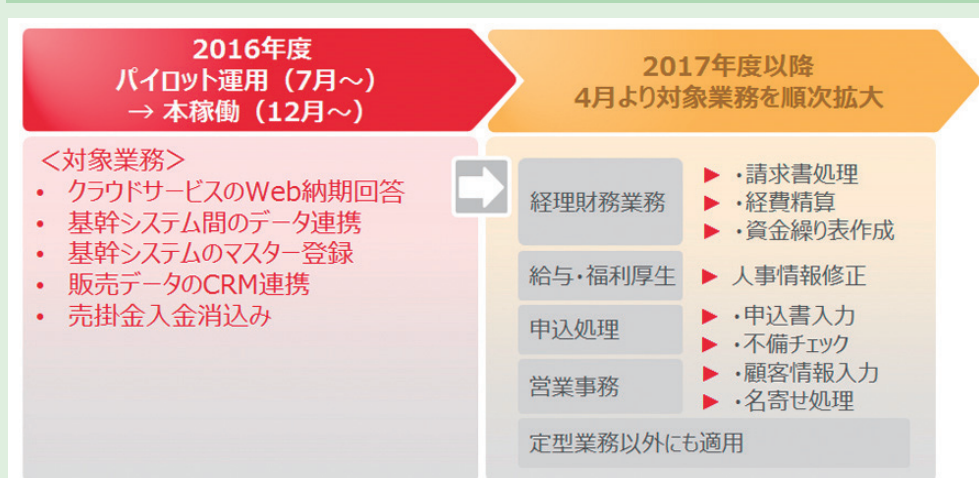 2016年度
パイロット運用（7月～）
→ 本稼働（12月～）
＜対象業務＞
• クラウドサービスのWeb納期回答
• 基幹システム間のデータ連携
• 基幹システムのマスター登録
• 販売データのCRM連携
• 売掛金入金消込み
2017年度以降
4月より対象業務を順次拡大
経理財務業務
・請求書処理
・経費精算
・資金繰り表作成
給与・福利厚生
人事情報修正
申込処理
・申込書入力
・不備チェック
営業事務
・顧客情報入力
・名寄せ処理
定型業務以外にも適用